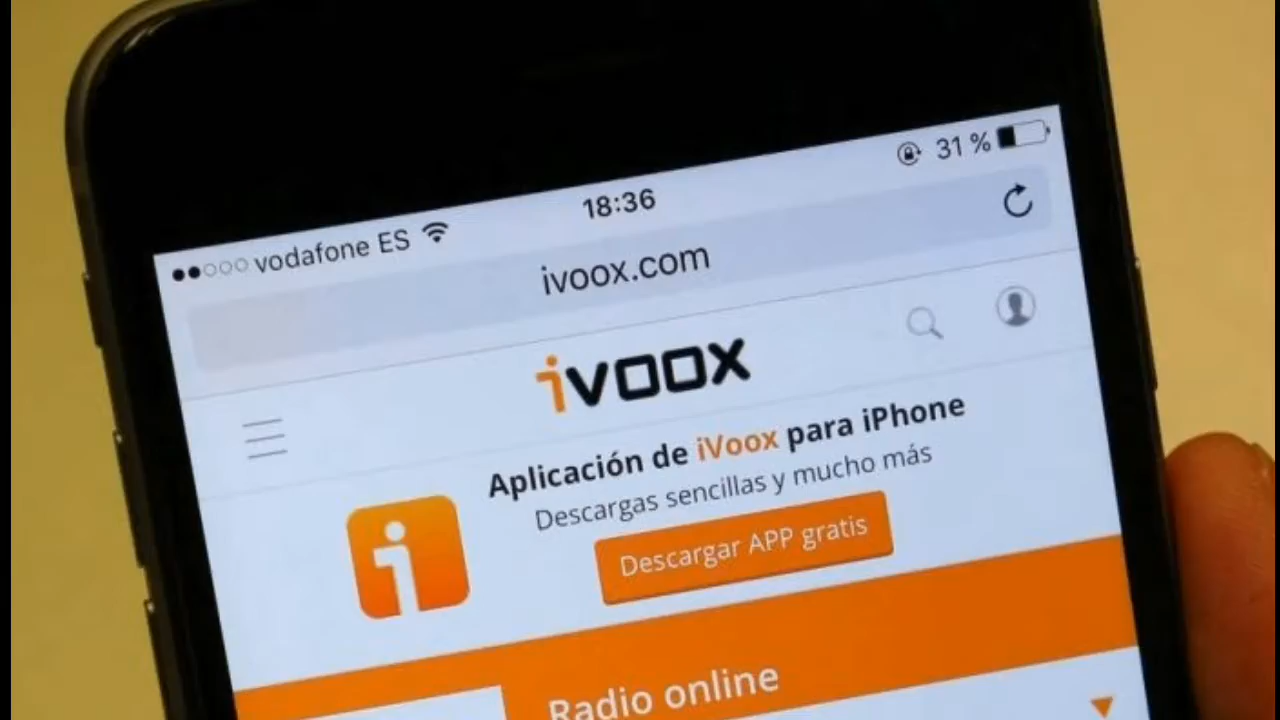 vodafone ES 18:36 31 %
ivoox.com
iVOOX
Aplicación de iVoox para iPhone
Descargas sencillas y mucho más
Descargar APP gratis
Radio online